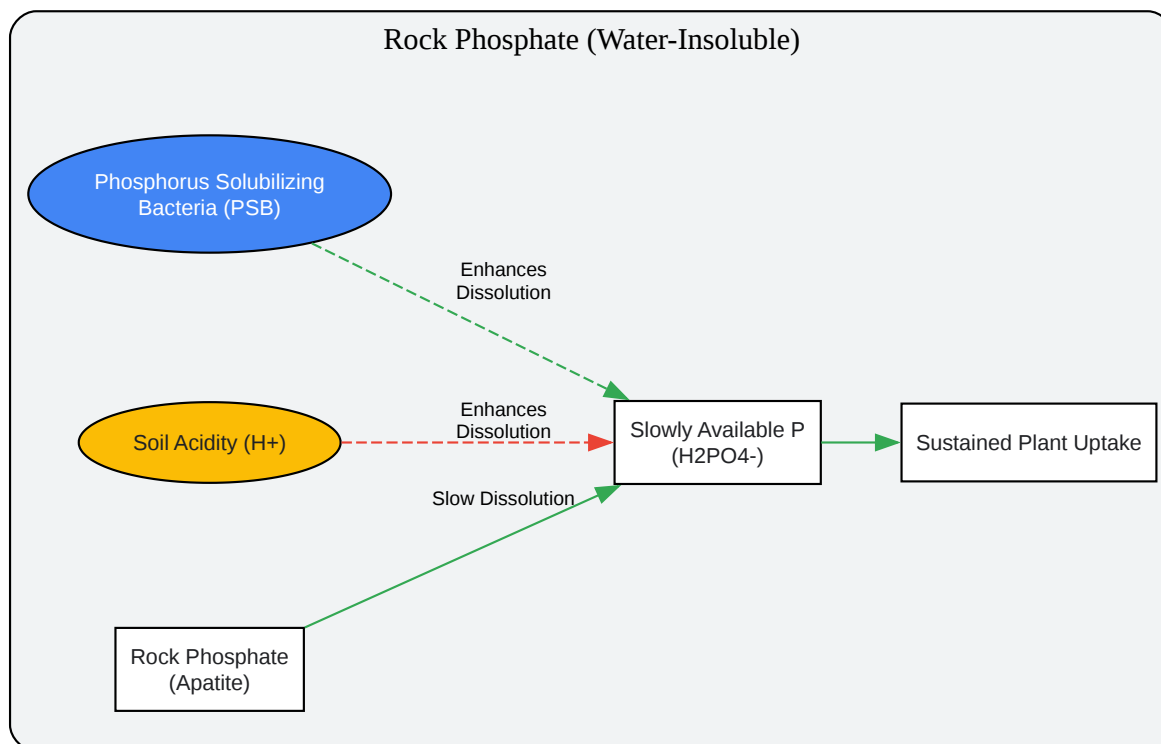 Rock Phosphate (Water-Insoluble)
Phosphorus Solubilizing
Bacteria (PSB)
Enhances
Dissolution
Soil Acidity (H+)
Enhances
Dissolution
Slowly Available P
(H2PO4-)
Sustained Plant Uptake
Slow Dissolution
Rock Phosphate
(Apatite)